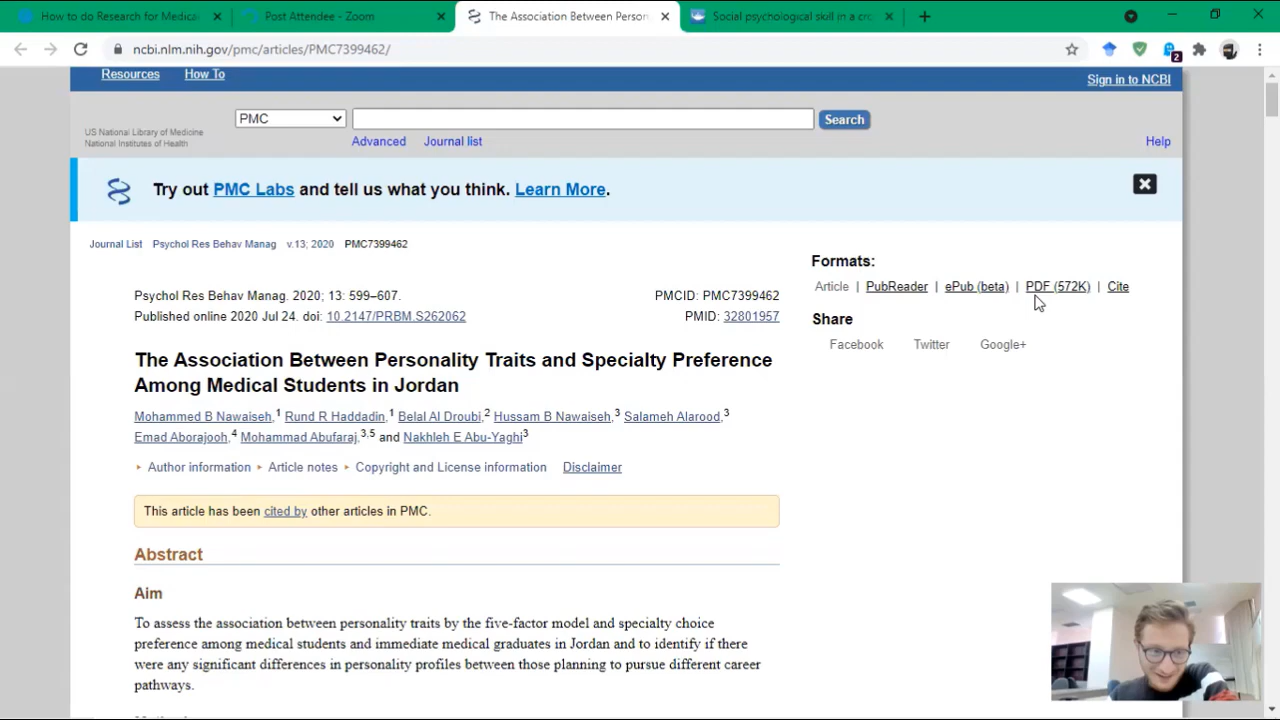 How to do Research for Medical
Post Attendee - Zoom
The Association Between Person
Social psychological skill in a cro
ncbi.nlm.nih.gov/pmc/articles/PMC7399462/
2
Resources How To
Sign in to NCBI
US National Library of Medicine
National Institutes of Health
PMC
Search
Advanced Journal list
Help
Try out PMC Labs and tell us what you think. Learn More.
Journal List Psychol Res Behav Manag v.13; 2020 PMC7399462
Psychol Res Behav Manag. 2020; 13: 599–607.
PMCID: PMC7399462
Published online 2020 Jul 24. doi: 10.2147/PRBM.S262062
PMID: 32801957
The Association Between Personality Traits and Specialty Preference
Among Medical Students in Jordan
Mohammed B Nawaiseh,1 Rund R Haddadin,1 Belal Al Droubi,2 Hussam B Nawaiseh,3 Salameh Alarood,3
Emad Aborajooh,4 Mohammad Abufaraj,3,5 and Nakhleh E Abu-Yaghi3
Author information Article notes Copyright and License information Disclaimer
This article has been cited by other articles in PMC.
Abstract
Aim
To assess the association between personality traits by the five-factor model and specialty choice
preference among medical students and immediate medical graduates in Jordan and to identify if there
were any significant differences in personality profiles between those planning to pursue different career
pathways.
Formats:
Article | PubReader | ePub (beta) | PDF (572K) | Cite
Share
Facebook Twitter Google+